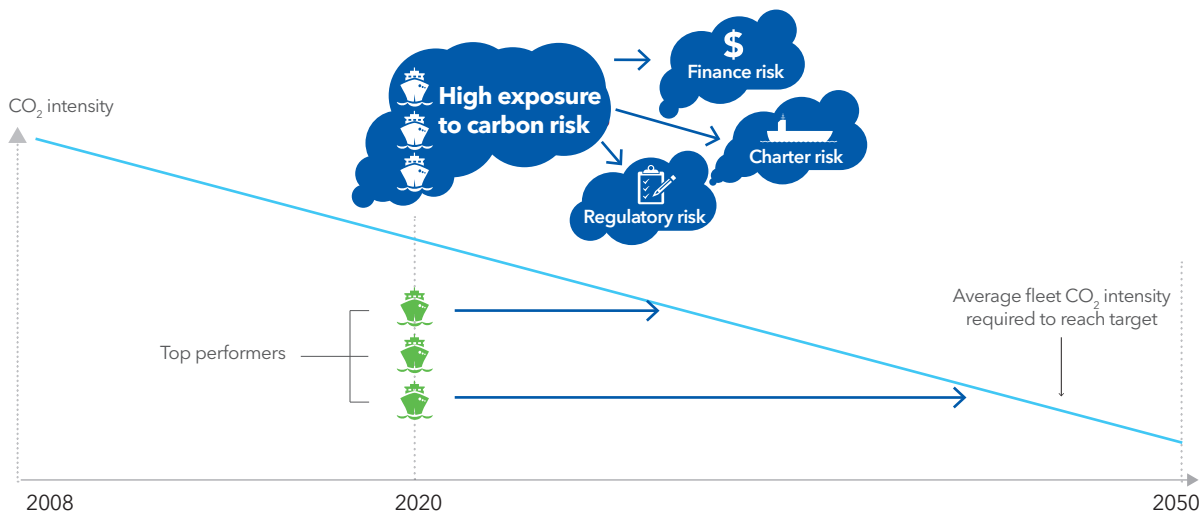 CO₂ intensity
High exposure
to carbon risk
$
Finance risk
Charter risk
Regulatory risk
Average fleet CO₂ intensity
required to reach target
Top performers
2008
2020
2050